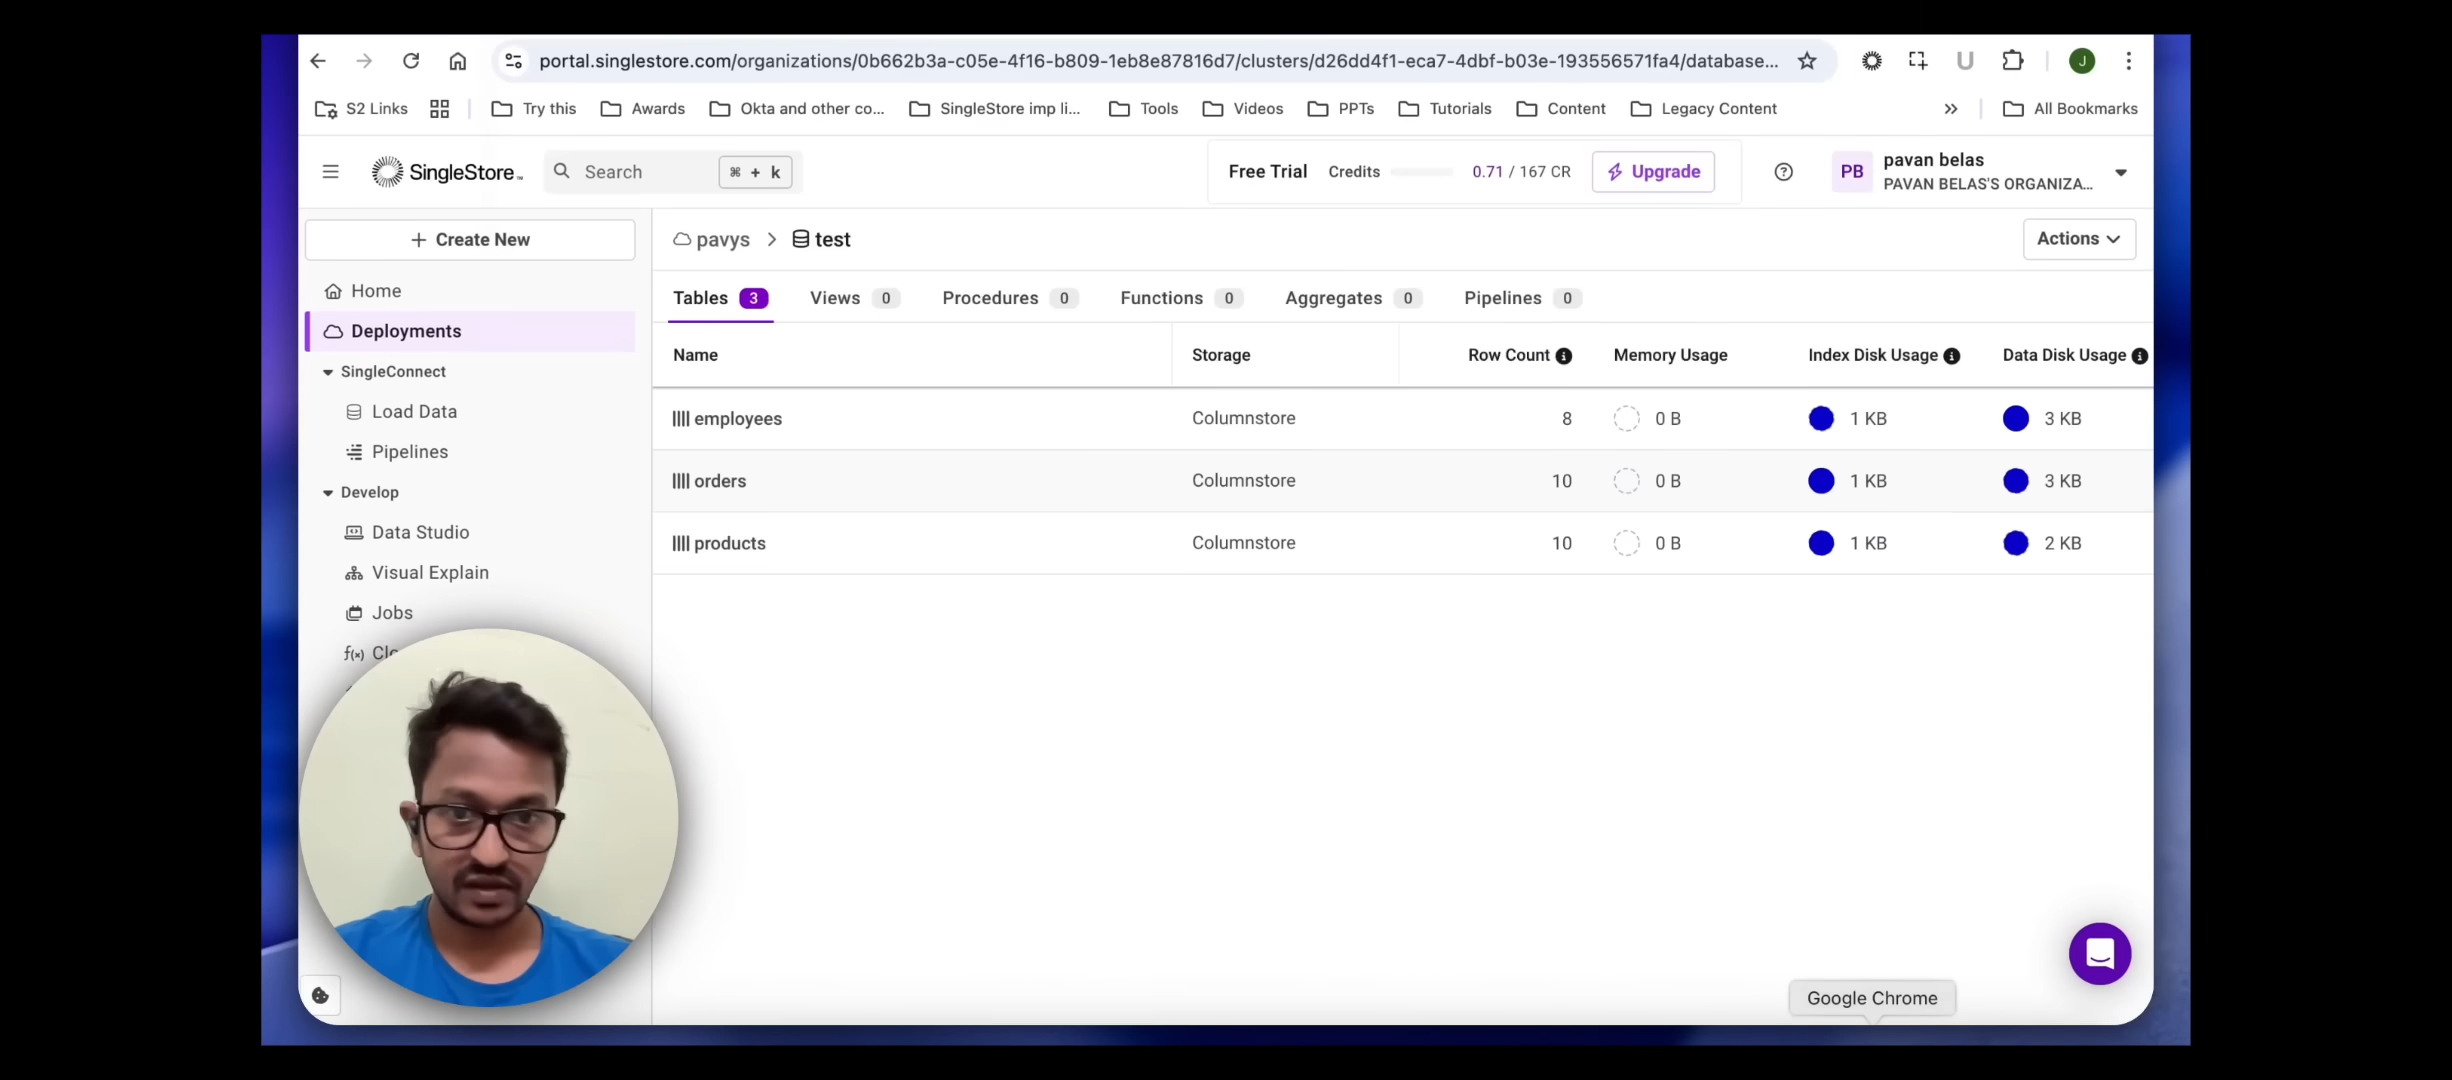 portal.singlestore.com/organizations/0b662b3a-c05e-4f16-b809-1eb8e87816d7/clusters/d26dd4f1-eca7-4dbf-b03e-193556571fa4/database...
J
S2 Links
Try this
Awards
Okta and other co...
SingleStore imp li...
Tools
Videos
PPTs
Tutorials
Content
Legacy Content
All Bookmarks
SingleStore
Search
⌘ + k
Free Trial
Credits
0.71 / 167 CR
Upgrade
PB
pavan belas
PAVAN BELAS'S ORGANIZA...
+ Create New
Home
Deployments
SingleConnect
Load Data
Pipelines
Develop
Data Studio
Visual Explain
Jobs
f(x)
pavys > test
Actions
Tables 3
Views 0
Procedures 0
Functions 0
Aggregates 0
Pipelines 0
Name Storage Row Count Memory Usage Index Disk Usage Data Disk Usage
employees Columnstore 8 0 B 1 KB 3 KB
orders Columnstore 10 0 B 1 KB 3 KB
products Columnstore 10 0 B 1 KB 2 KB
Google Chrome